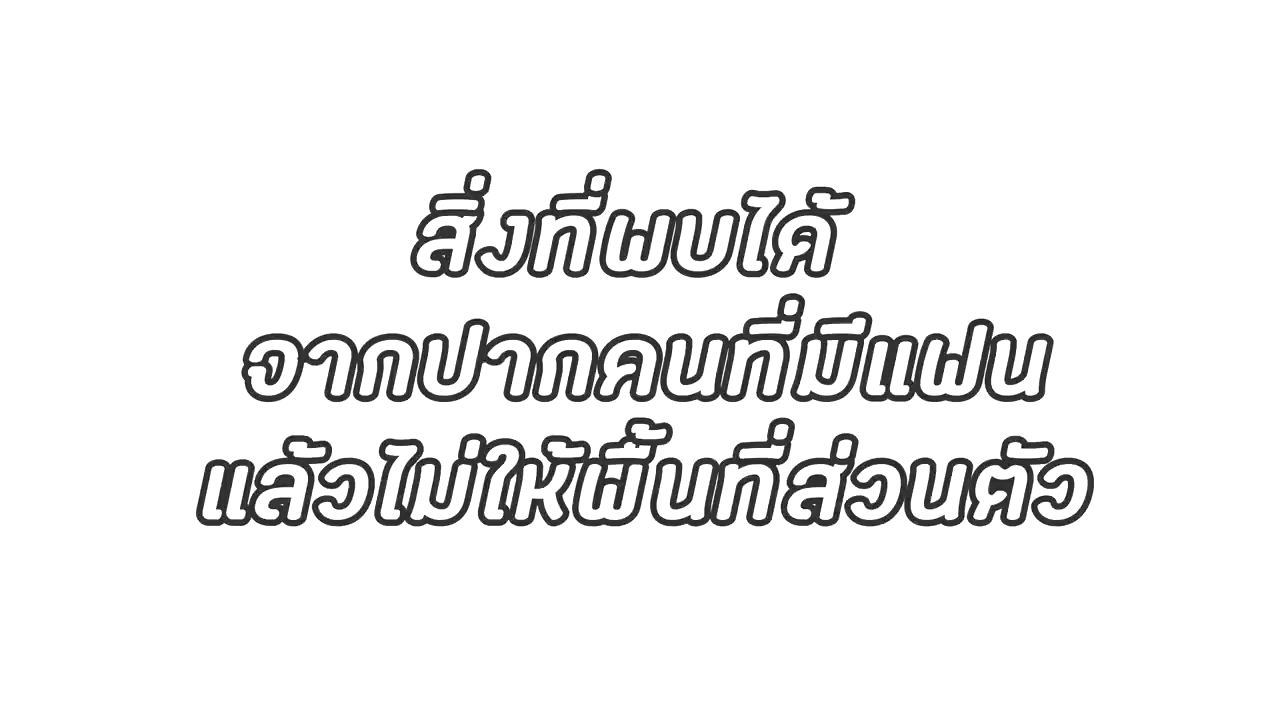 สิ่งที่พบได้
จากปากคนที่มีแฟน
แล้วไม่ให้พื้นที่ส่วนตัว